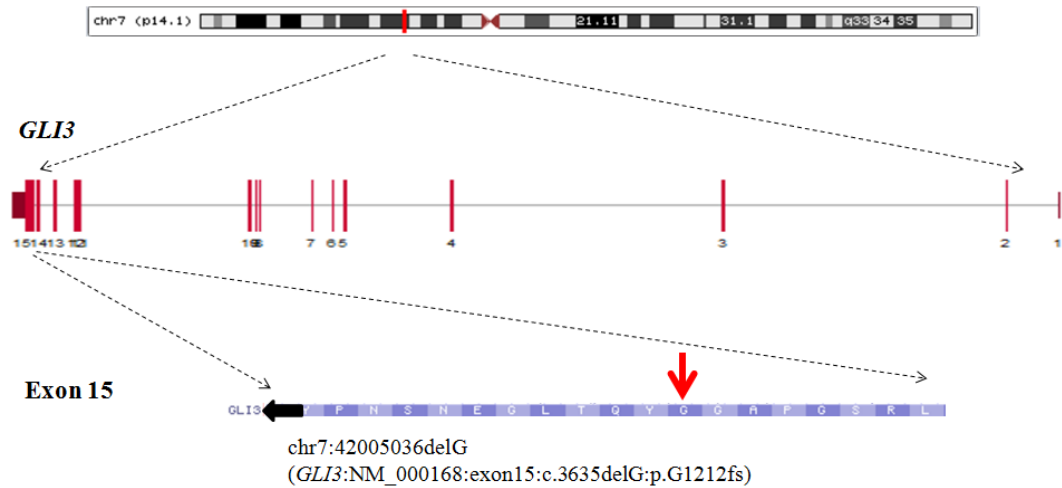 chr7 (p14.1) 21.11 31.1 q33 34 35
GLI3
15 14 13 12 7 6 5 4 3 2 1
Exon 15
GLI3 Y P N S N E G L T Q Y G G A P G S R L
chr7:42005036delG
(GLI3:NM_000168:exon15:c.3635delG:p.G1212fs)